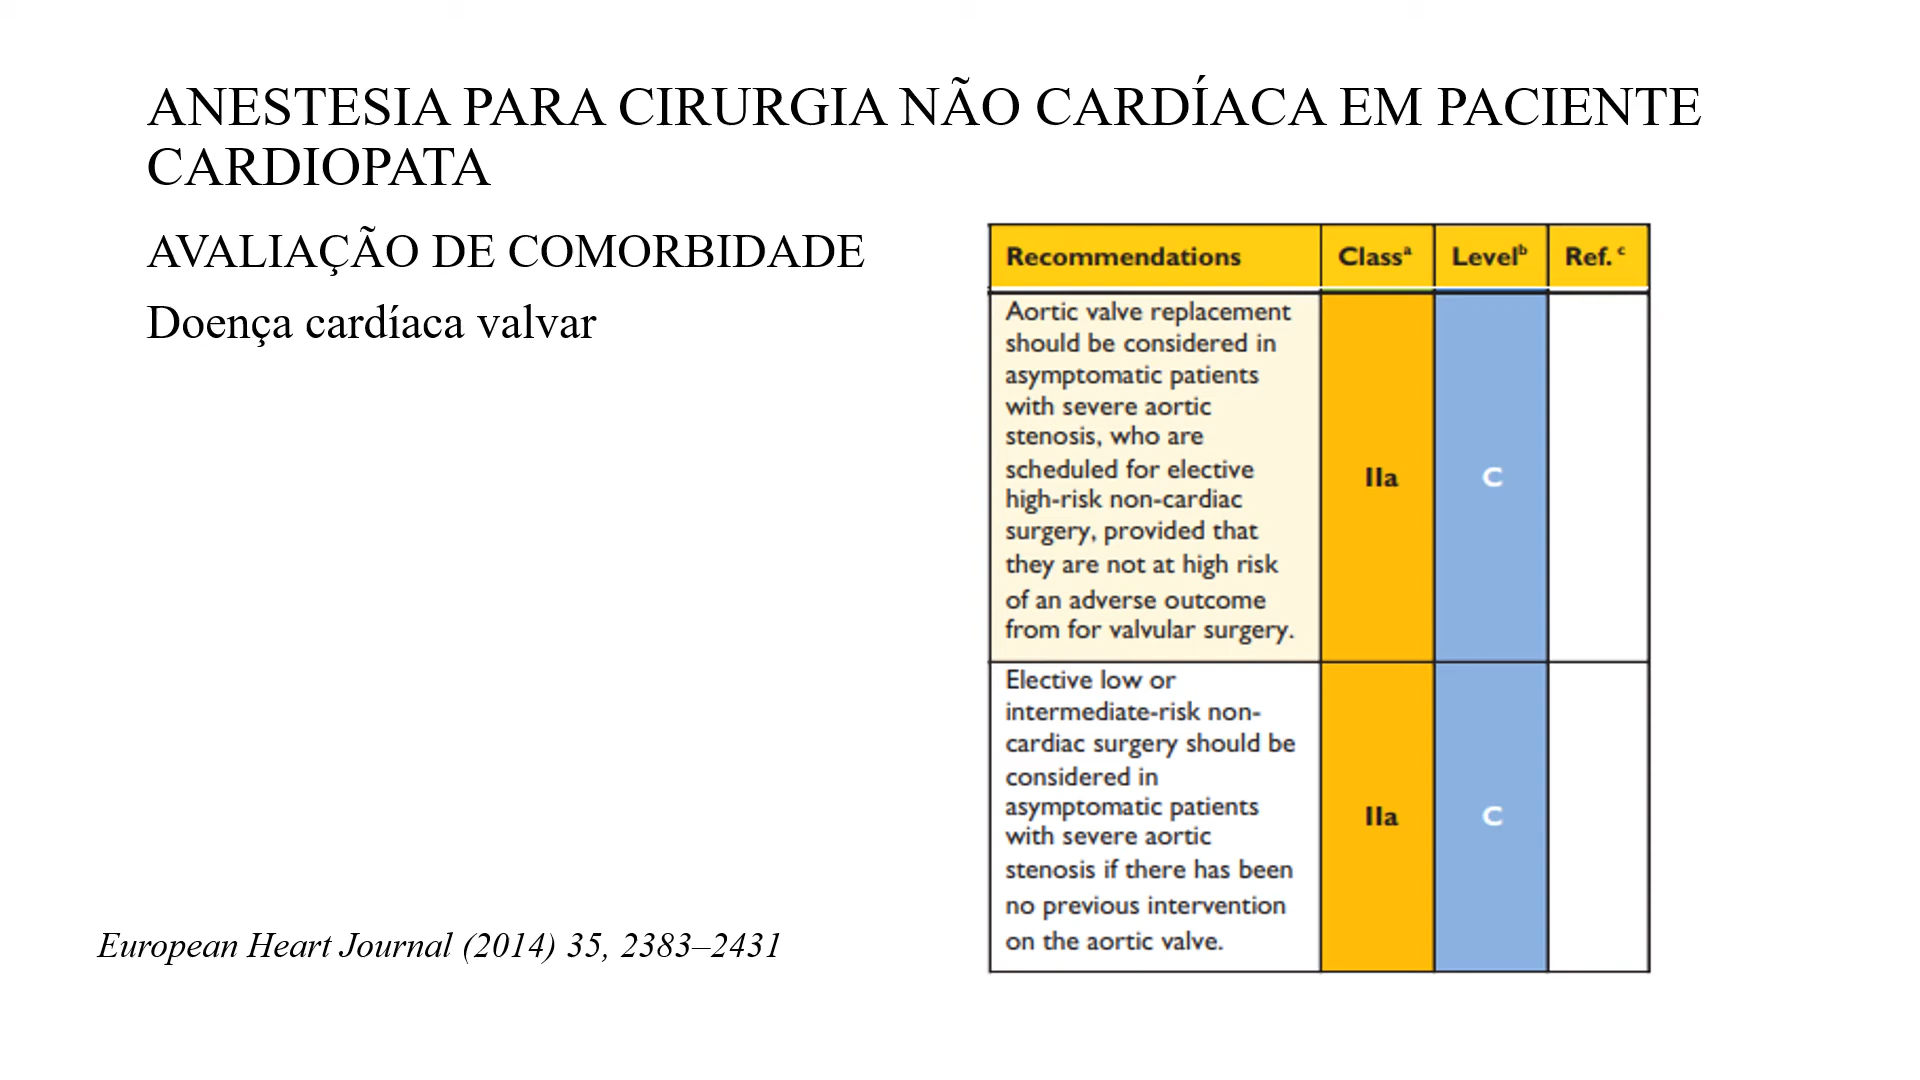 ANESTESIA PARA CIRURGIA NÃO CARDÍACA EM PACIENTE
CARDIOPATA
AVALIAÇÃO DE COMORBIDADE
Doença cardíaca valvar
Recommendations Classᵃ Levelᵇ Ref. ᶜ
Aortic valve replacement
should be considered in
asymptomatic patients
with severe aortic
stenosis, who are
scheduled for elective
high-risk non-cardiac
surgery, provided that
they are not at high risk
of an adverse outcome
from for valvular surgery.
IIa C
Elective low or
intermediate-risk non-
cardiac surgery should be
considered in
asymptomatic patients
with severe aortic
stenosis if there has been
no previous intervention
on the aortic valve.
IIa C
European Heart Journal (2014) 35, 2383–2431